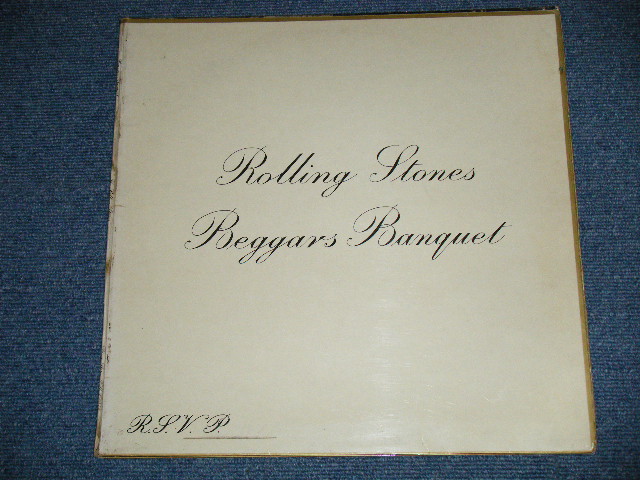 Rolling Stones
Beggars Banquet
R.S.V.P.